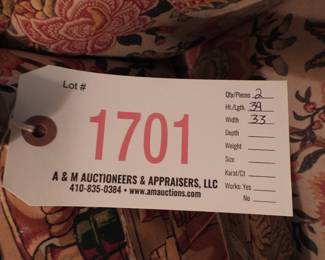 Lot #
1701
Qty/Pieces 2
Ht./Lgth 39
Width 33
Depth
Weight
Size
Karat/Ct
Works: Yes
No
A & M AUCTIONEERS & APPRAISERS, LLC
410-835-0384 • www.amauctions.com